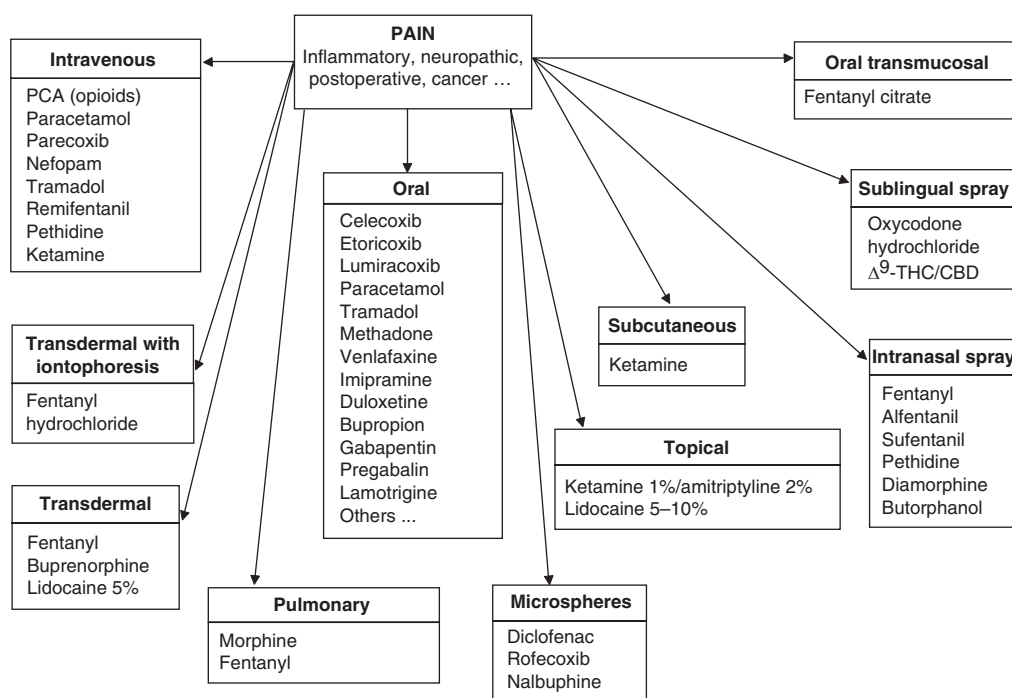 PAIN
Inflammatory, neuropathic,
postoperative, cancer ...
Intravenous
PCA (opioids)
Paracetamol
Parecoxib
Nefopam
Tramadol
Remifentanil
Pethidine
Ketamine
Oral transmucosal
Fentanyl citrate
Oral
Celecoxib
Etoricoxib
Lumiracoxib
Paracetamol
Tramadol
Methadone
Venlafaxine
Imipramine
Duloxetine
Bupropion
Gabapentin
Pregabalin
Lamotrigine
Others ...
Sublingual spray
Oxycodone
hydrochloride
Δ9-THC/CBD
Transdermal with
iontophoresis
Fentanyl
hydrochloride
Subcutaneous
Ketamine
Intranasal spray
Fentanyl
Alfentanil
Sufentanil
Pethidine
Diamorphine
Butorphanol
Topical
Ketamine 1%/amitriptyline 2%
Lidocaine 5–10%
Transdermal
Fentanyl
Buprenorphine
Lidocaine 5%
Pulmonary
Morphine
Fentanyl
Microspheres
Diclofenac
Rofecoxib
Nalbuphine